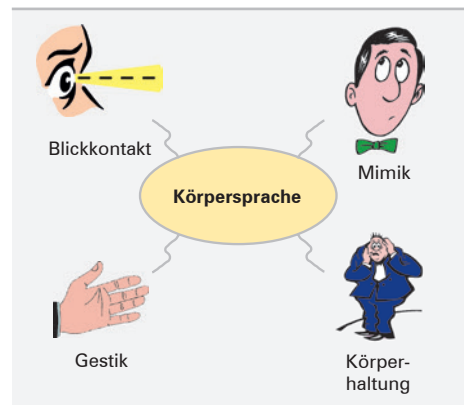 Blickkontakt
Mimik
Körpersprache
Gestik
Körper-
haltung